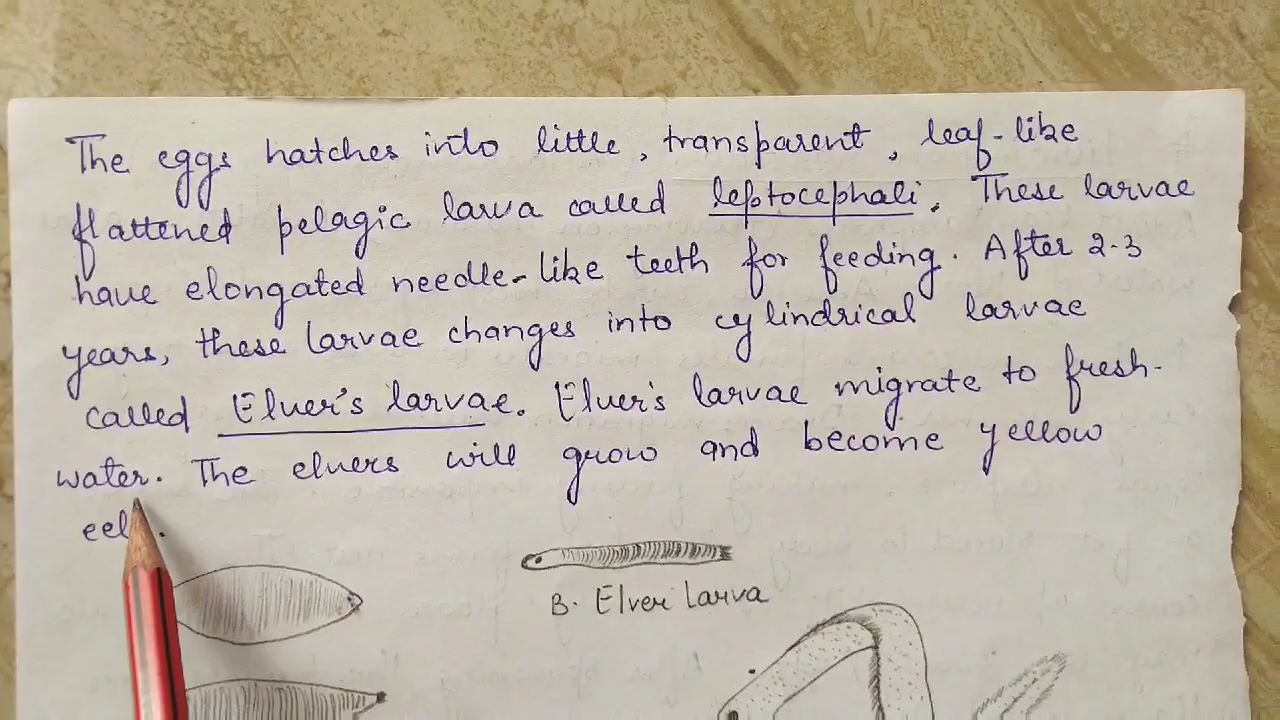 The eggs hatches into little, transparent, leaf-like
flattened pelagic larva called leptocephali. These larvae
have elongated needle-like teeth for feeding. After 2-3
years, these larvae changes into cylindrical larvae
called Elver's larvae. Elver's larvae migrate to fresh-
water. The elvers will grow and become yellow
eel.
B. Elver Larva